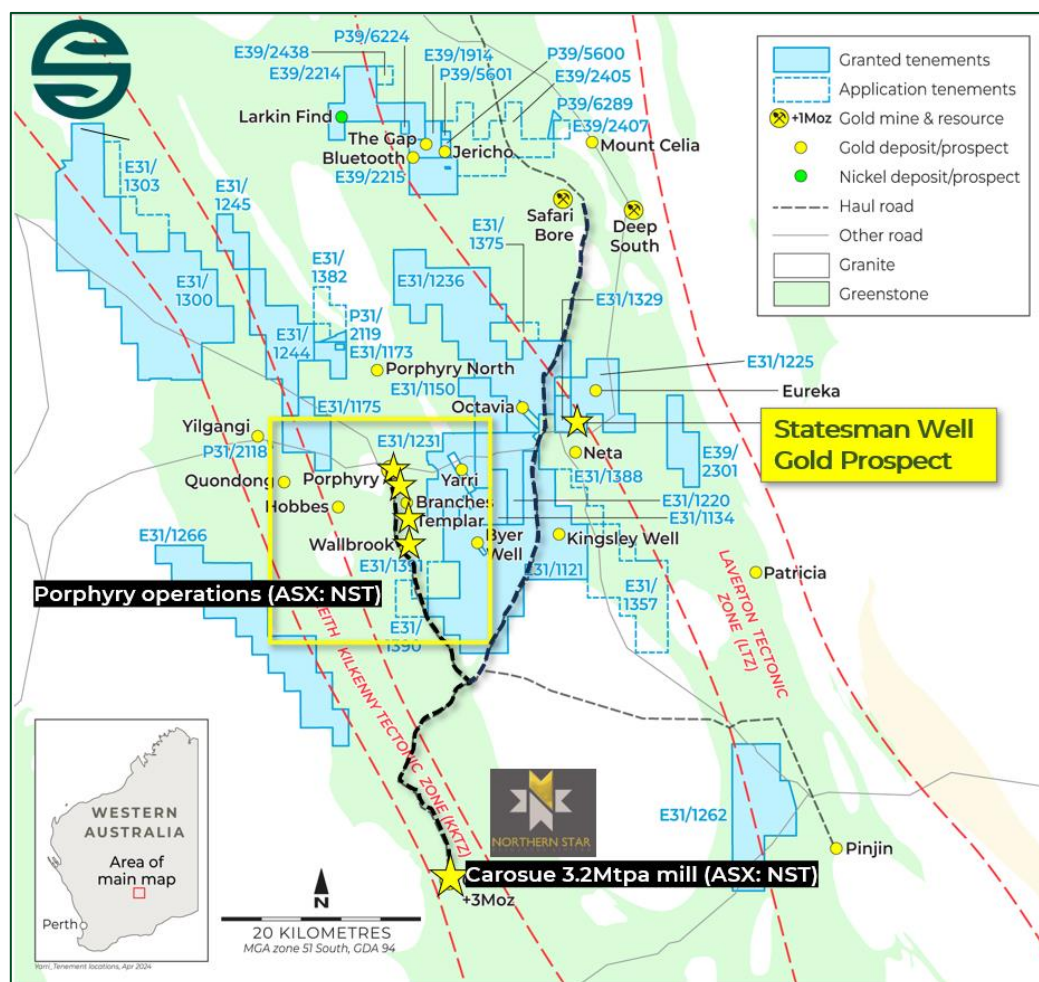 P39/6224
E39/2438
E39/1914
P39/5600
E39/2214
P39/5601
E39/2405
P39/6289
Larkin Find
E39/2407
The Gap
Mount Celia
Bluetooth
Jericho
E39/2215
E31/
1303
E31/
1245
Safari
Bore
Deep
South
E31/
1375
E31/
1382
E31/1236
E31/
1300
E31/1329
P31/
2119
E31/
1244
E31/1173
E31/1225
Porphyry North
E31/1150
Eureka
E31/1175
Octavia
Yilgangi
P31/2118
E31/1231
Neta
E39/
2301
Quondong
Porphyry
Yarri
E31/1388
Hobbes
Branches
E31/1220
Templar
E31/1134
Wallbrook
Byer
Well
Kingsley Well
E31/1266
E31/1391
E31/1121
Patricia
E31/
1357
E31/
1390
Porphyry operations (ASX: NST)
Statesman Well
Gold Prospect
KEITH KILKENNY TECTONIC ZONE (KKTZ)
LAVERTON TECTONIC
ZONE (LTZ)
E31/1262
Pinjin
NORTHERN STAR
Carosue 3.2Mtpa mill (ASX: NST)
+3Moz
Granted tenements
Application tenements
+1Moz Gold mine & resource
Gold deposit/prospect
Nickel deposit/prospect
Haul road
Other road
Granite
Greenstone
WESTERN
AUSTRALIA
Area of
main map
Perth
N
20 KILOMETRES
MGA zone 51 South, GDA 94
Yarri_Tenement locations, Apr 2024